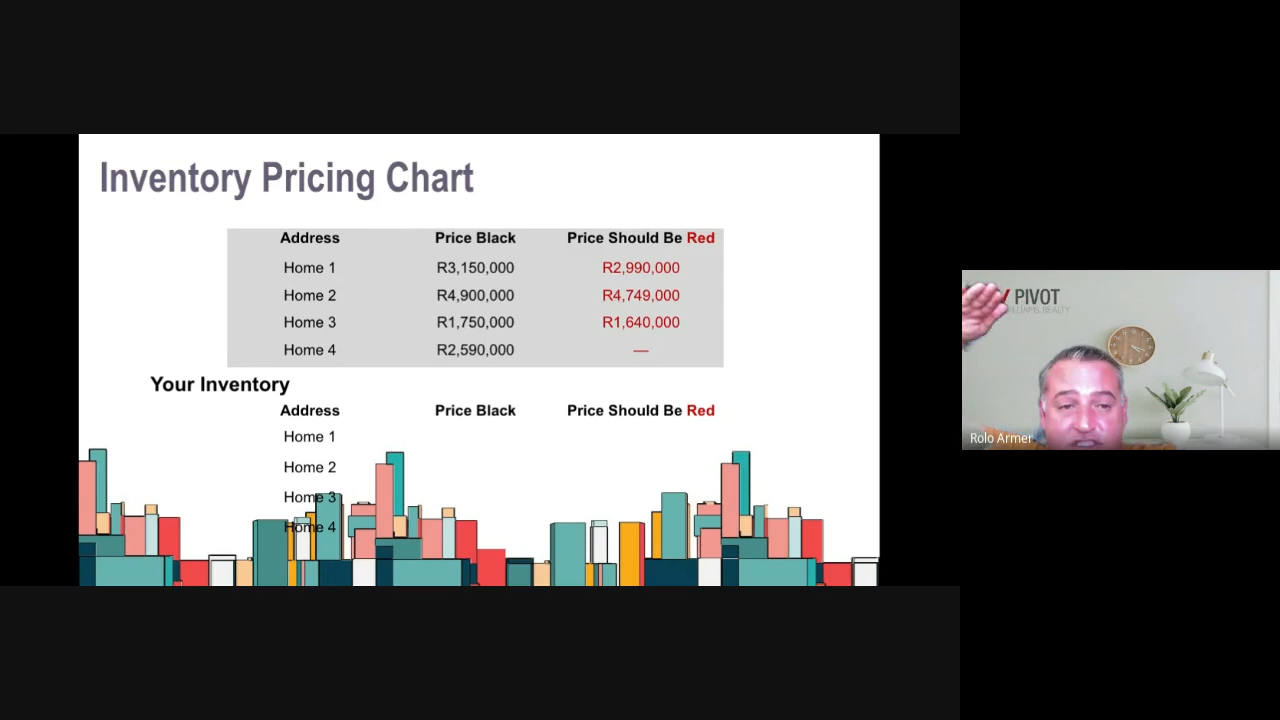 Inventory Pricing Chart
Address Price Black Price Should Be Red
Home 1 R3,150,000 R2,990,000
Home 2 R4,900,000 R4,749,000
Home 3 R1,750,000 R1,640,000
Home 4 R2,590,000 —
Your Inventory
Address Price Black Price Should Be Red
Home 1
Home 2
Home 3
Home 4
PIVOT
REALTY
Rolo Armer